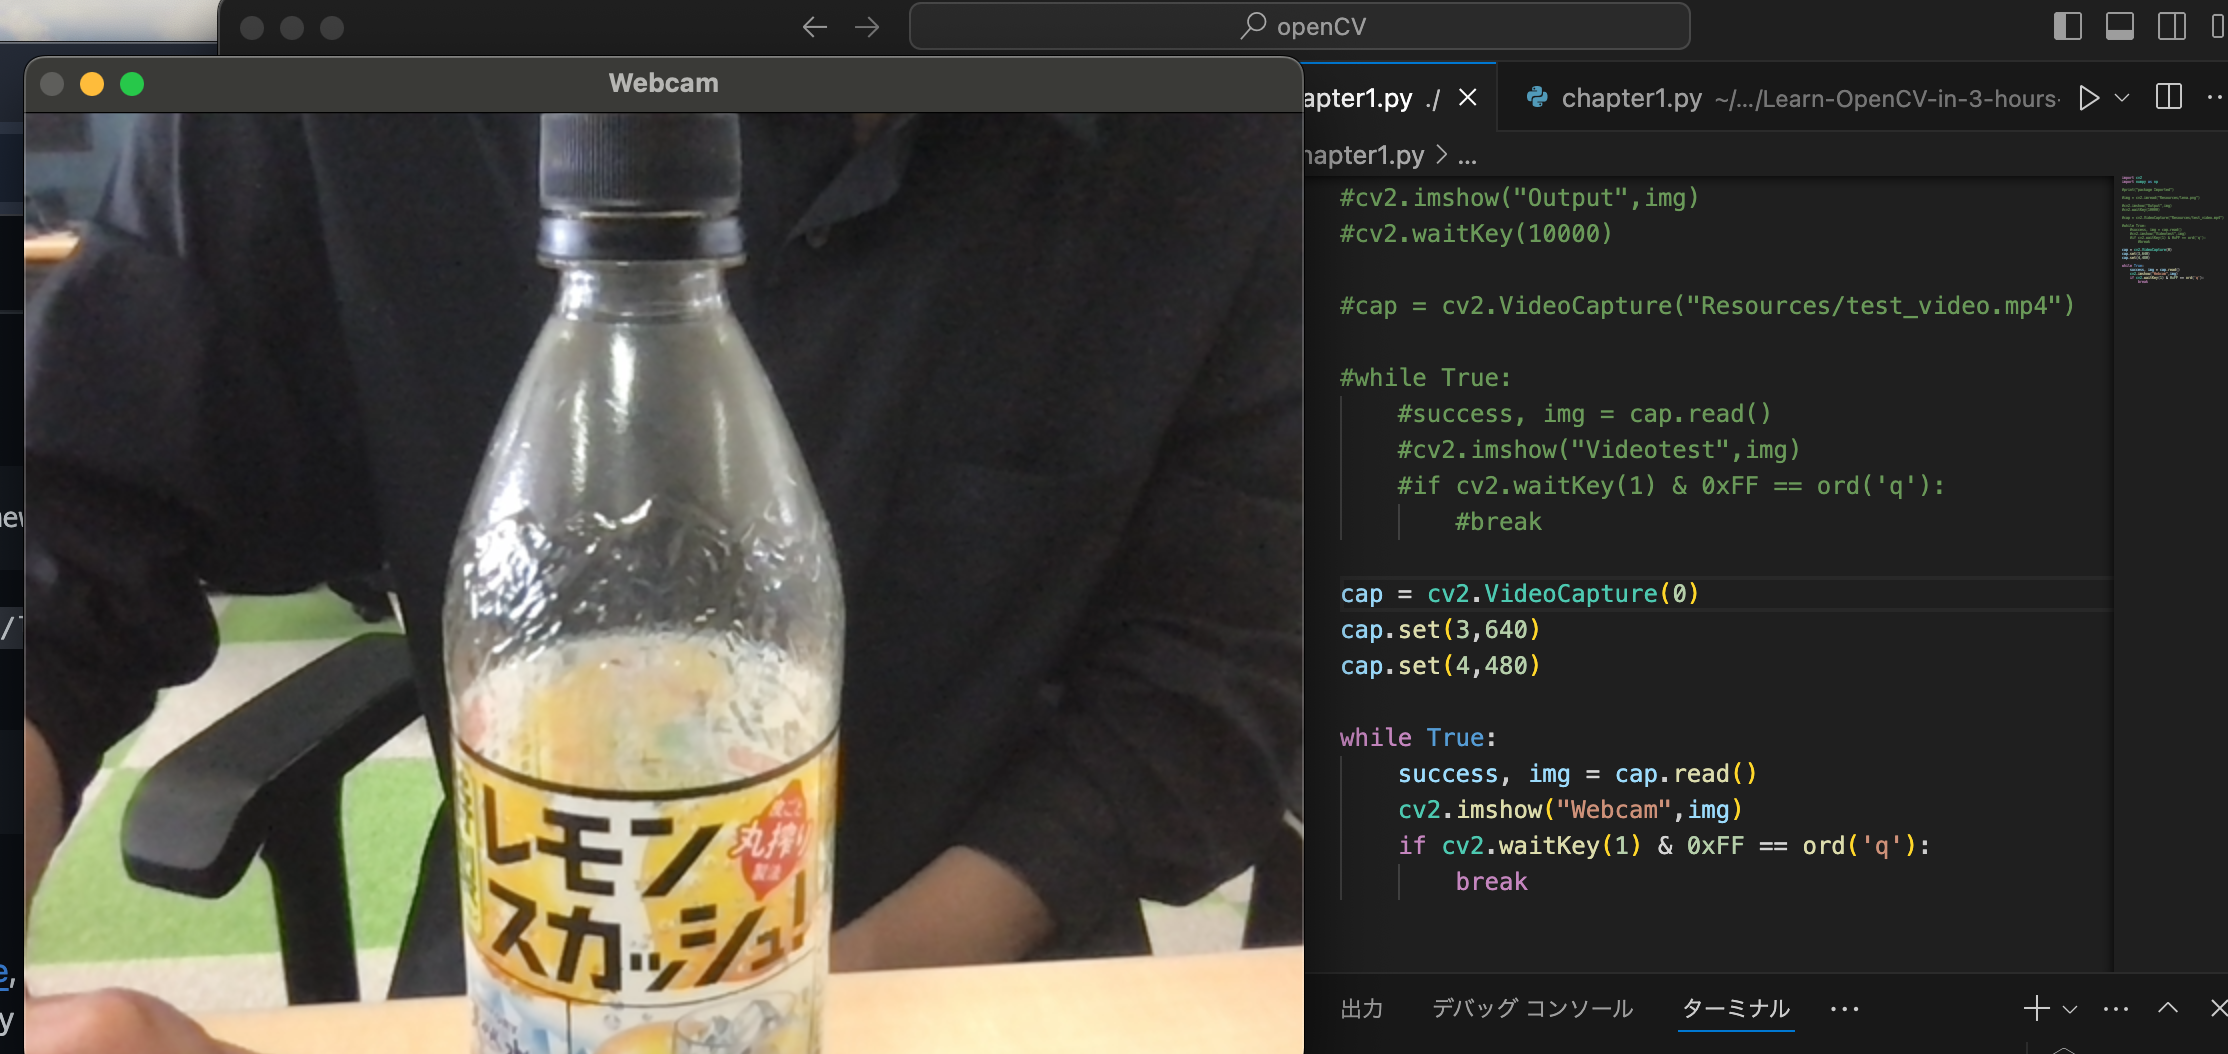 openCV
Webcam
apter1.py ./
chapter1.py ~/.../Learn-OpenCV-in-3-hours-
hapter1.py > ...
#cv2.imshow("Output",img)
#cv2.waitKey(10000)
#cap = cv2.VideoCapture("Resources/test_video.mp4")
#while True:
#success, img = cap.read()
#cv2.imshow("Videotest",img)
#if cv2.waitKey(1) & 0xFF == ord('q'):
#break
cap = cv2.VideoCapture(0)
cap.set(3,640)
cap.set(4,480)
while True:
success, img = cap.read()
cv2.imshow("Webcam",img)
if cv2.waitKey(1) & 0xFF == ord('q'):
break
出力
デバッグ コンソール
ターミナル
皮ごと
丸搾り
製法
レモン
スカッシュ!